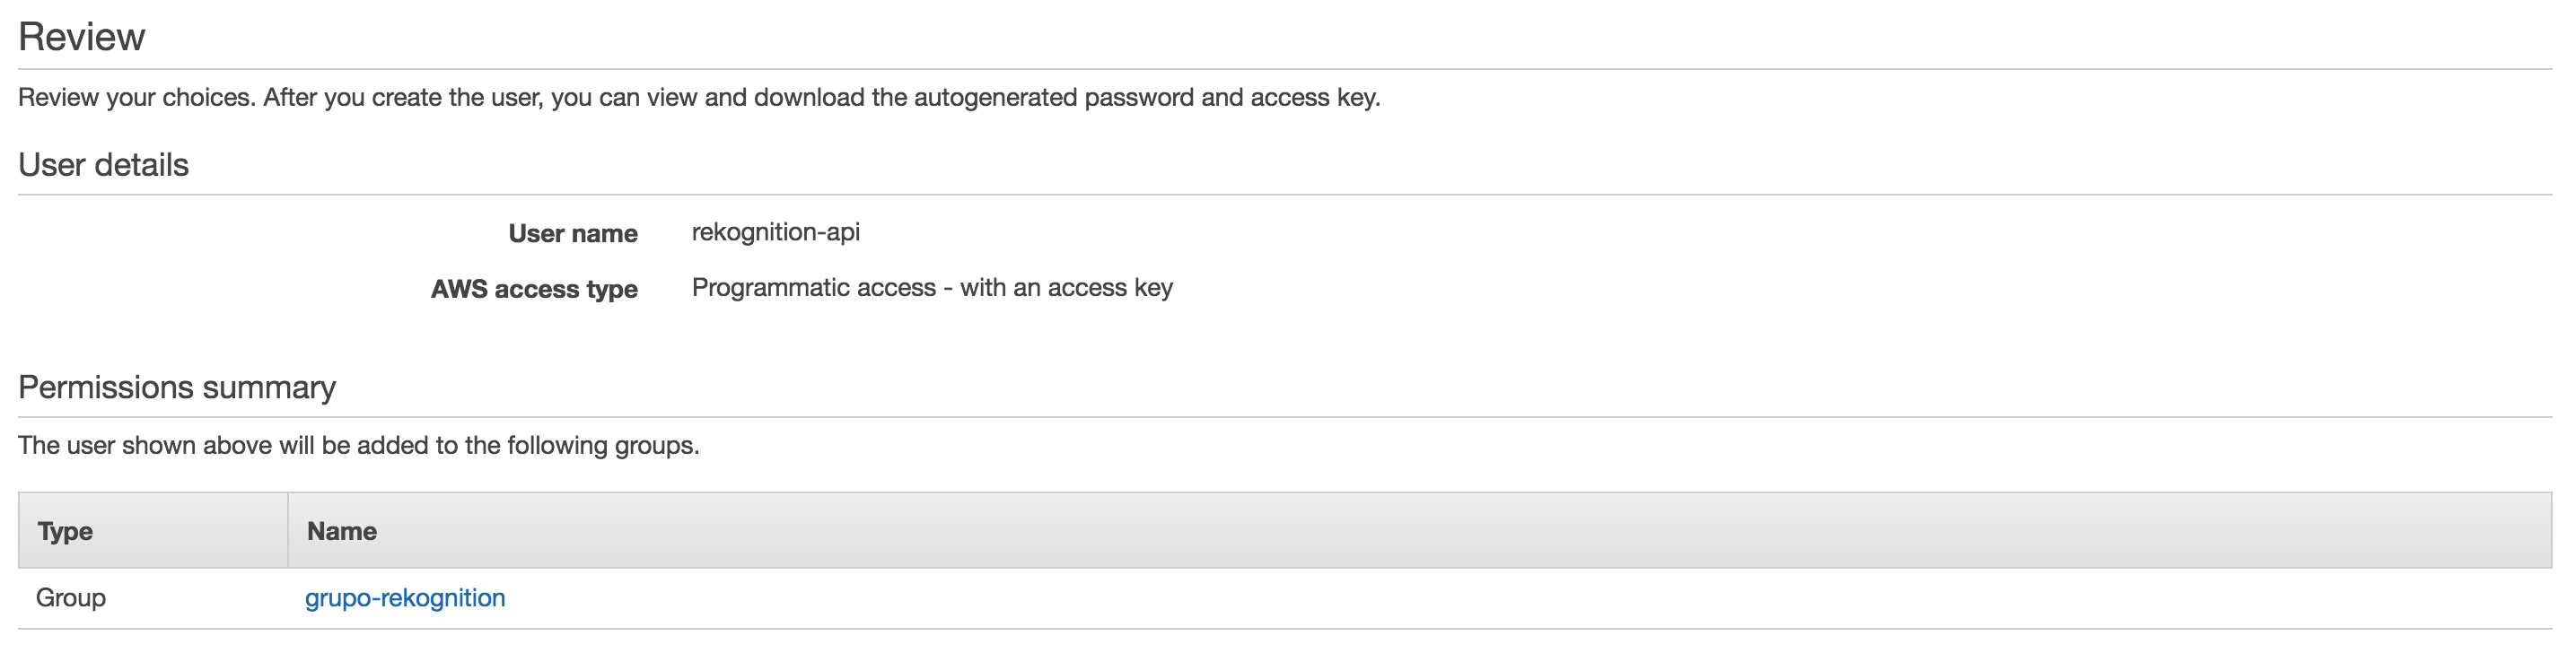 Review
Review your choices. After you create the user, you can view and download the autogenerated password and access key.
User details
User name rekognition-api
AWS access type Programmatic access - with an access key
Permissions summary
The user shown above will be added to the following groups.
Type Name
Group grupo-rekognition